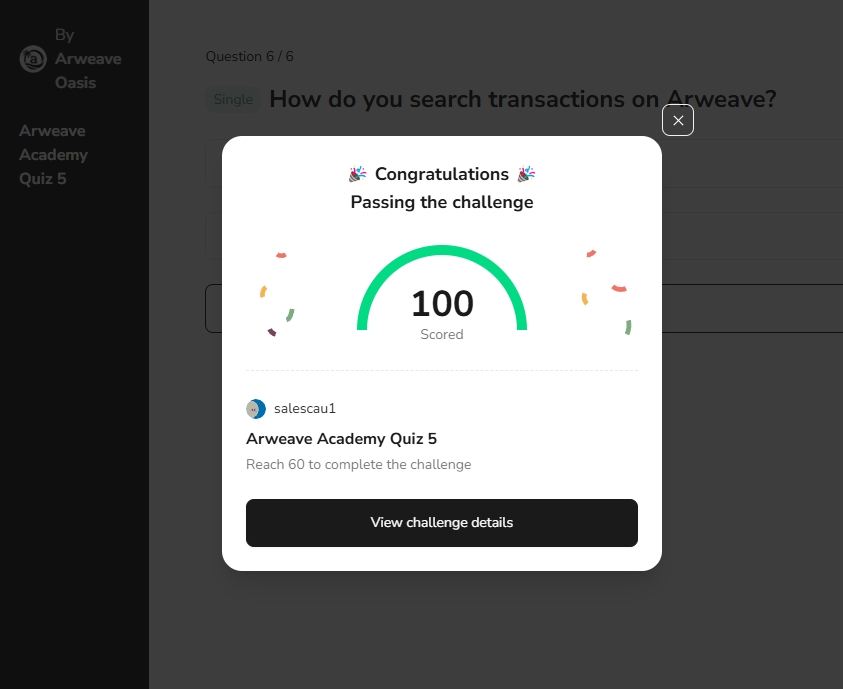 By
Arweave
Oasis
Arweave
Academy
Quiz 5
Question 6 / 6
Single
How do you search transactions on Arweave?
🎉 Congratulations 🎉
Passing the challenge
100
Scored
salescau1
Arweave Academy Quiz 5
Reach 60 to complete the challenge
View challenge details